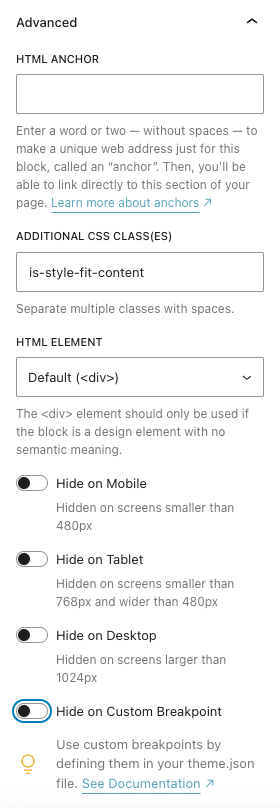 Advanced
HTML ANCHOR
Enter a word or two — without spaces — to
make a unique web address just for this
block, called an “anchor”. Then, you’ll be
able to link directly to this section of your
page. Learn more about anchors ↗
ADDITIONAL CSS CLASS(ES)
is-style-fit-content
Separate multiple classes with spaces.
HTML ELEMENT
Default (<div>)
The <div> element should only be used if
the block is a design element with no
semantic meaning.
Hide on Mobile
Hidden on screens smaller than
480px
Hide on Tablet
Hidden on screens smaller than
768px and wider than 480px
Hide on Desktop
Hidden on screens larger than
1024px
Hide on Custom Breakpoint
Use custom breakpoints by
defining them in your theme.json
file. See Documentation ↗